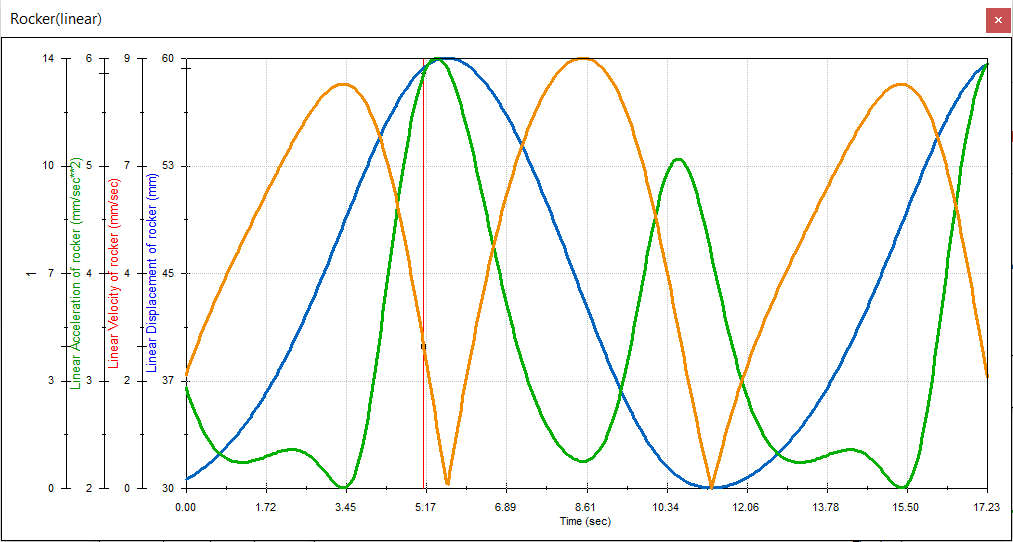 Rocker(linear)
14 6 9 60
10 5 7 53
7 4 4 45
3 3 2 37
0 2 0 30
1
Linear Acceleration of rocker (mm/sec**2)
Linear Velocity of rocker (mm/sec)
Linear Displacement of rocker (mm)
0.00 1.72 3.45 5.17 6.89 8.61 10.34 12.06 13.78 15.50 17.23
Time (sec)